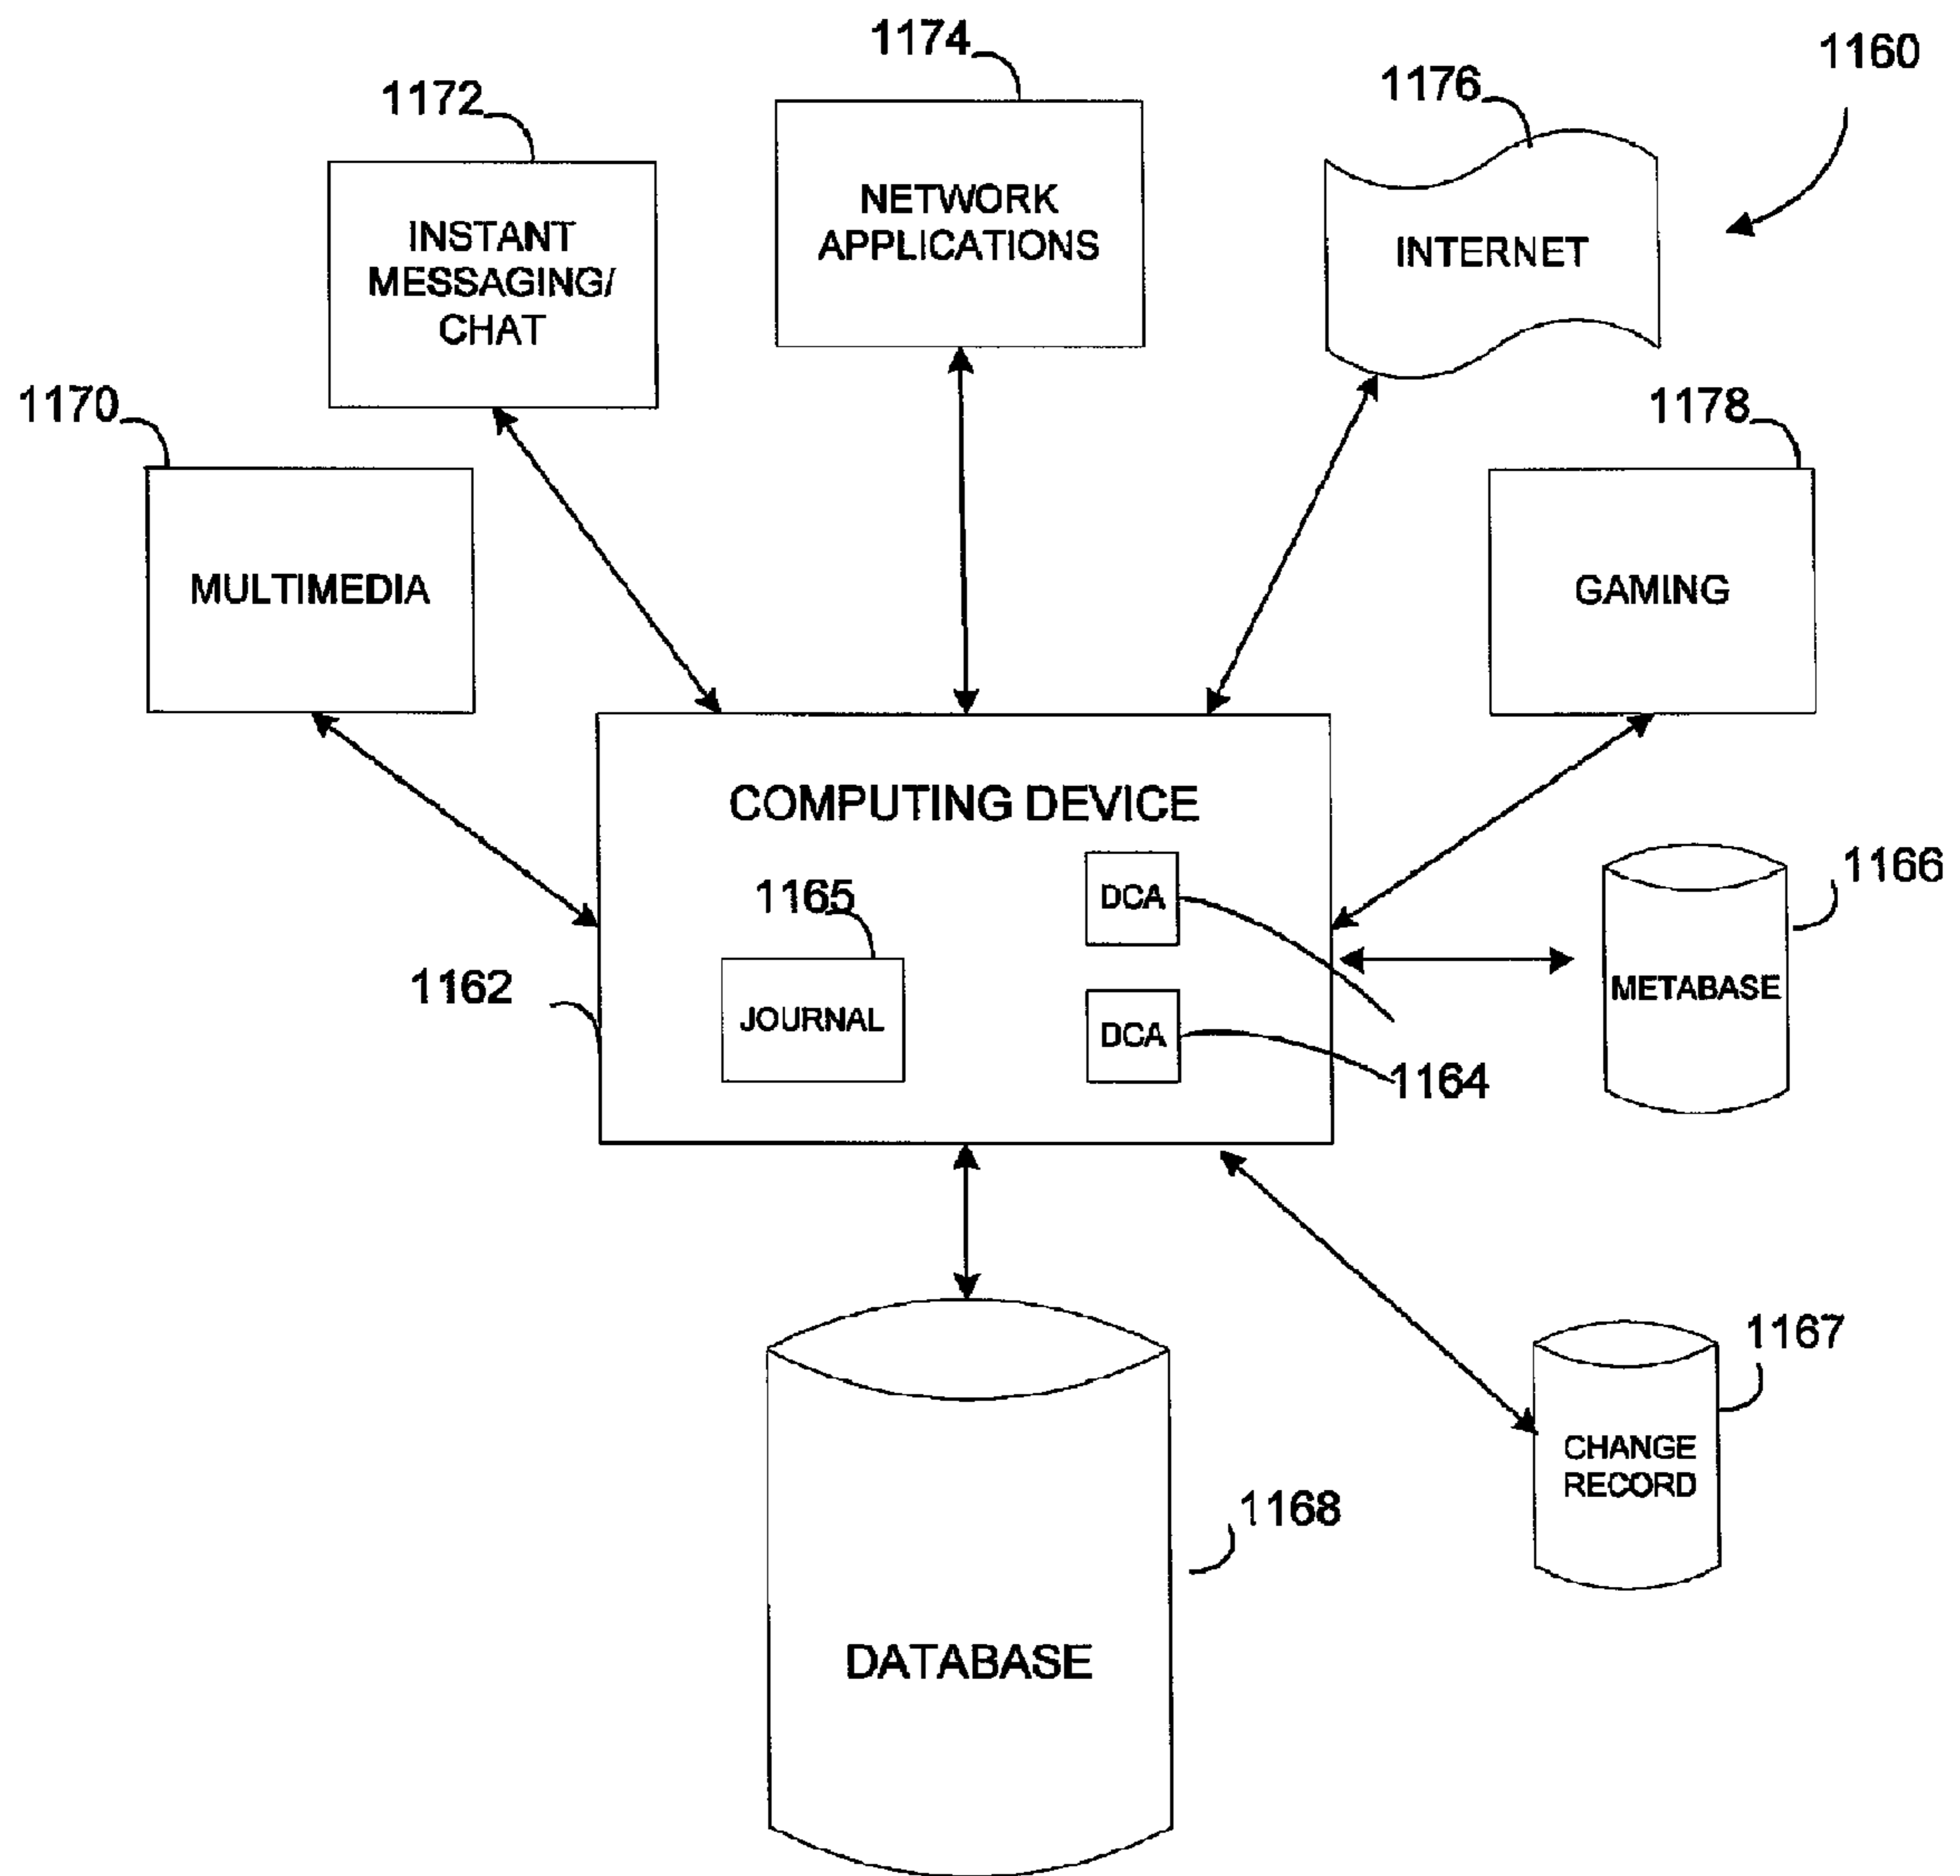 1174
1160
1176
1172
NETWORK
APPLICATIONS
INSTANT
MESSAGING/
CHAT
INTERNET
1170
1178
MULTIMEDIA
GAMING
COMPUTING DEVICE
1166
1165
DCA
1162
METABASE
JOURNAL
DCA
1164
1167
CHANGE
RECORD
1168
DATABASE